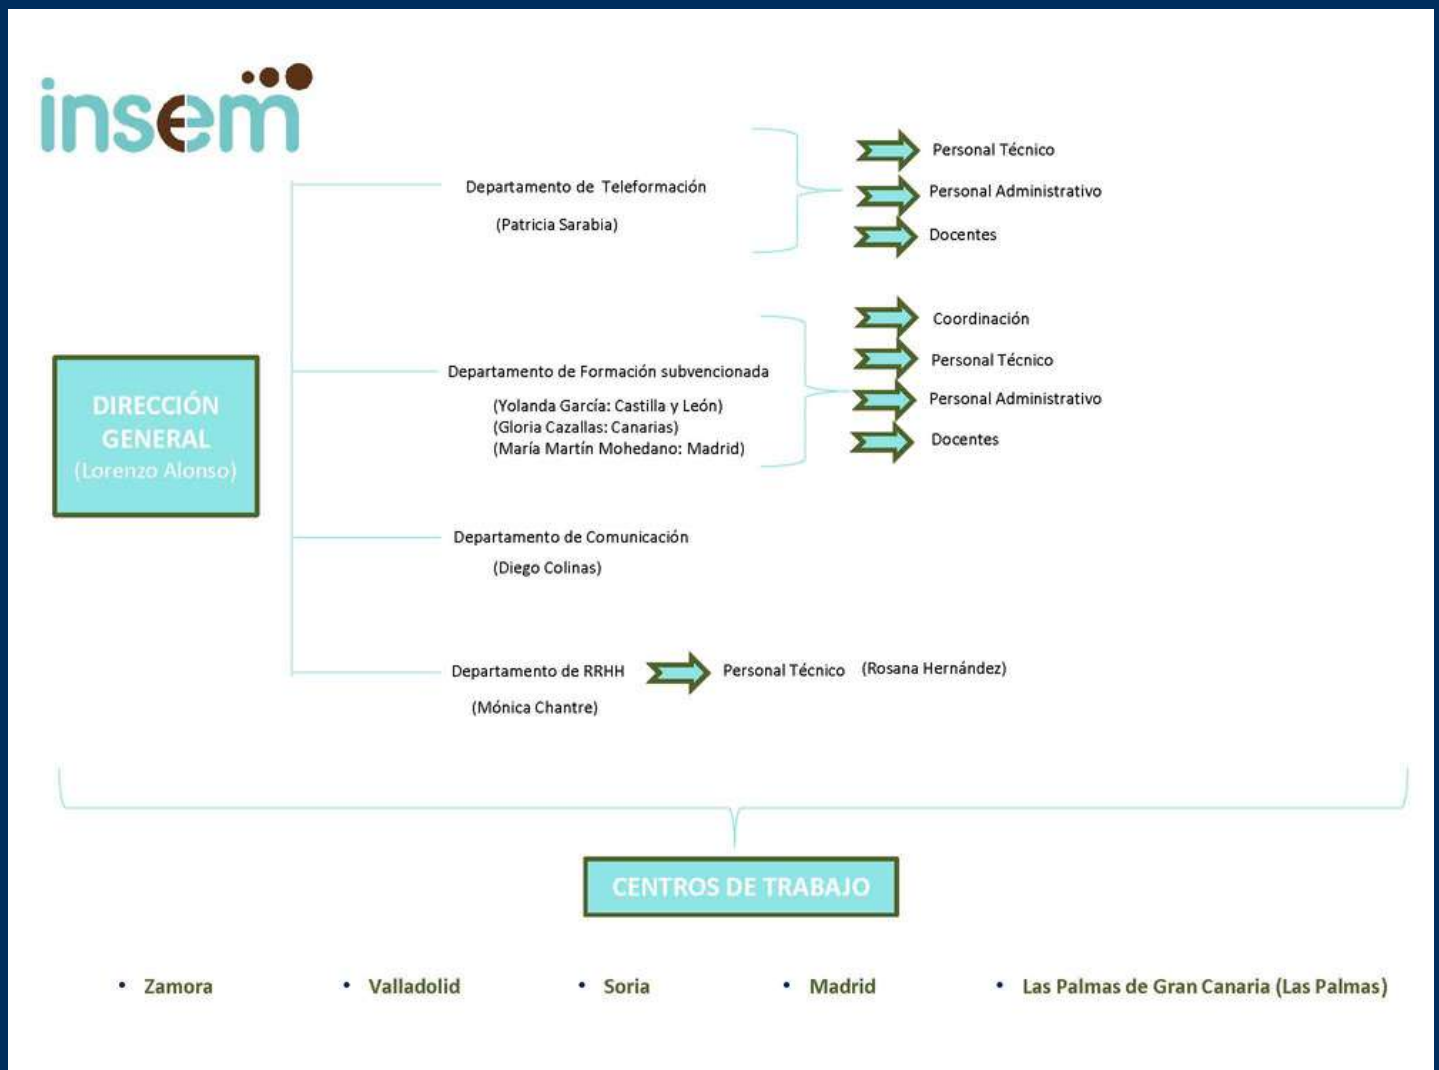 insem
Departamento de Teleformación
(Patricia Sarabia)
Personal Técnico
Personal Administrativo
Docentes
DIRECCIÓN
GENERAL
(Lorenzo Alonso)
Departamento de Formación subvencionada
(Yolanda García: Castilla y León)
(Gloria Cazallas: Canarias)
(María Martín Mohedano: Madrid)
Coordinación
Personal Técnico
Personal Administrativo
Docentes
Departamento de Comunicación
(Diego Colinas)
Departamento de RRHH
(Mónica Chantre)
Personal Técnico (Rosana Hernández)
CENTROS DE TRABAJO
• Zamora
• Valladolid
• Soria
• Madrid
• Las Palmas de Gran Canaria (Las Palmas)